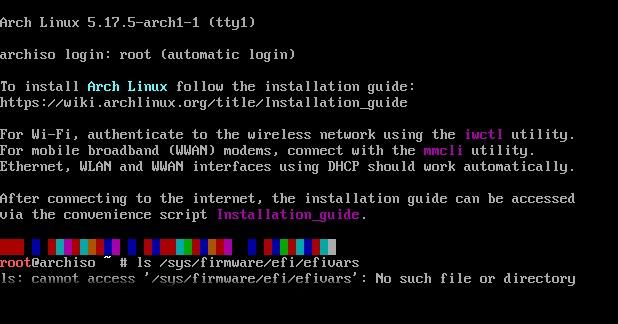 Arch Linux 5.17.5-arch1-1 (tty1)
archiso login: root (automatic login)
To install Arch Linux follow the installation guide:
https://wiki.archlinux.org/title/Installation_guide
For Wi-Fi, authenticate to the wireless network using the iwctl utility.
For mobile broadband (WWAN) modems, connect with the mmcli utility.
Ethernet, WLAN and WWAN interfaces using DHCP should work automatically.
After connecting to the internet, the installation guide can be accessed
via the convenience script Installation_guide.
root@archiso ~ # ls /sys/firmware/efi/efivars
ls: cannot access '/sys/firmware/efi/efivars': No such file or directory